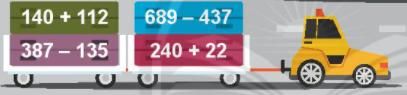 140 + 112
689 – 437
387 – 135
240 + 22